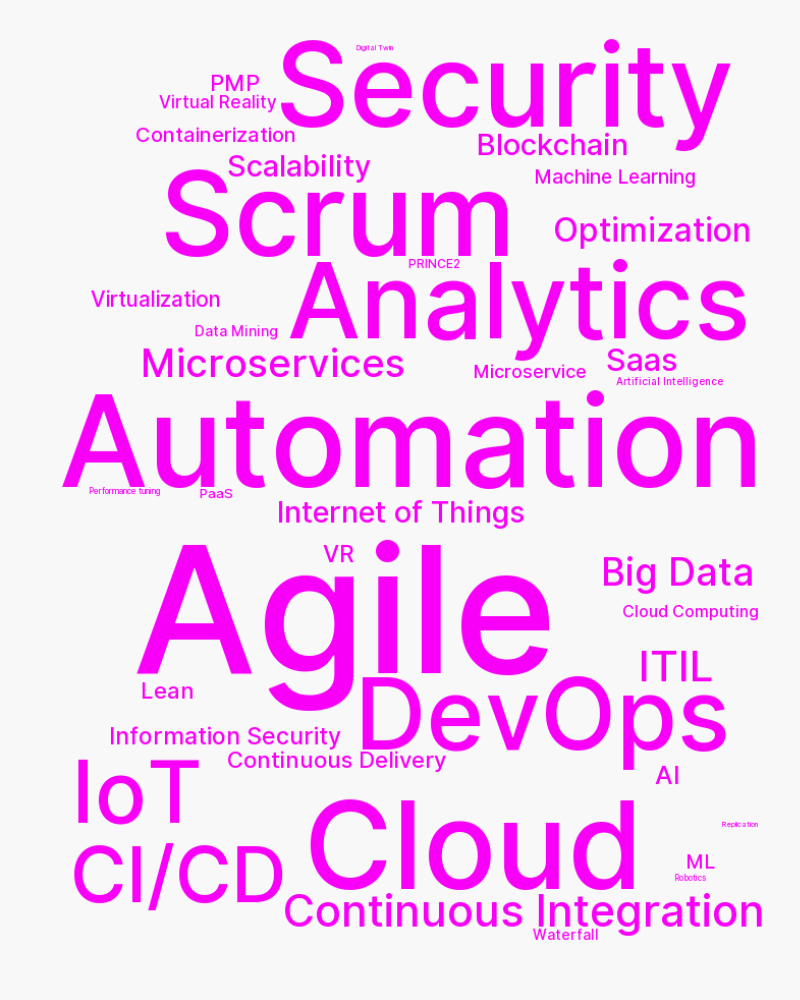 Digital Twin
Security
PMP
Virtual Reality
Containerization
Blockchain
Scalability
Machine Learning
Scrum
Optimization
PRINCE2
Analytics
Virtualization
Data Mining
Microservices
Saas
Microservice
Artificial Intelligence
Automation
Performance tuning
PaaS
Internet of Things
VR
Agile
Big Data
Cloud Computing
ITIL
Lean
DevOps
Information Security
Continuous Delivery
AI
IoT
Cloud
Replication
ML
CI/CD
Robotics
Continuous Integration
Waterfall